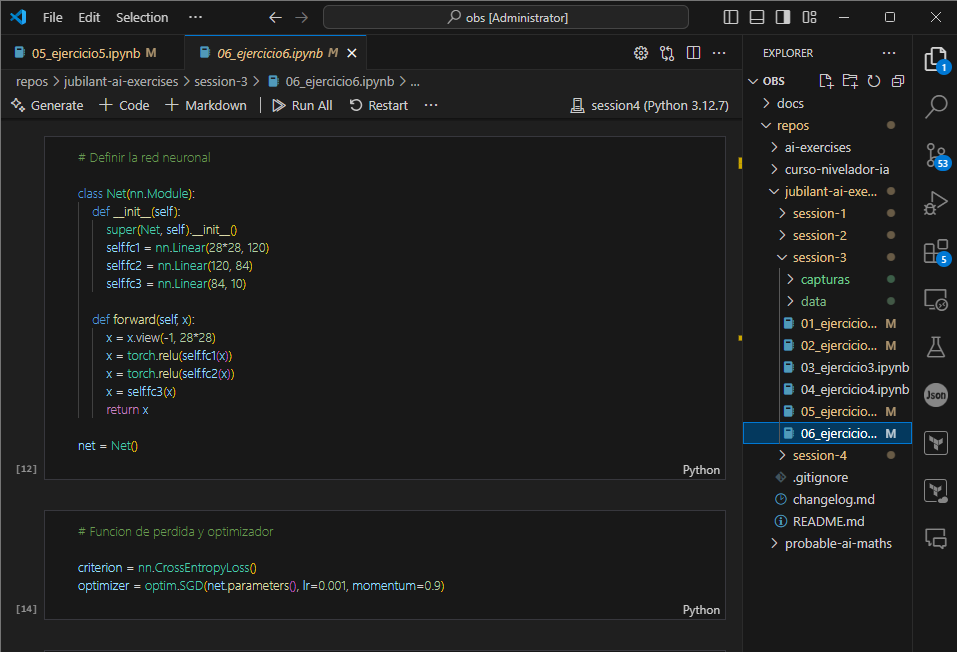 File Edit Selection ··· obs [Administrator]
05_ejercicio5.ipynb M 06_ejercicio6.ipynb M
repos > jubilant-ai-exercises > session-3 > 06_ejercicio6.ipynb > ...
Generate + Code + Markdown | Run All Restart ··· session4 (Python 3.12.7)
# Definir la red neuronal
class Net(nn.Module):
def __init__(self):
super(Net, self).__init__()
self.fc1 = nn.Linear(28*28, 120)
self.fc2 = nn.Linear(120, 84)
self.fc3 = nn.Linear(84, 10)
def forward(self, x):
x = x.view(-1, 28*28)
x = torch.relu(self.fc1(x))
x = torch.relu(self.fc2(x))
x = self.fc3(x)
return x
net = Net()
[12]
Python
# Funcion de perdida y optimizador
criterion = nn.CrossEntropyLoss()
optimizer = optim.SGD(net.parameters(), lr=0.001, momentum=0.9)
[14]
Python
EXPLORER ···
OBS
docs
repos
ai-exercises
curso-nivelador-ia
jubilant-ai-exe...
session-1
session-2
session-3
capturas
data
01_ejercicio... M
02_ejercicio... M
03_ejercicio3.ipynb
04_ejercicio4.ipynb
05_ejercicio... M
06_ejercicio... M
session-4
.gitignore
changelog.md
README.md
probable-ai-maths
1
53
5
Json